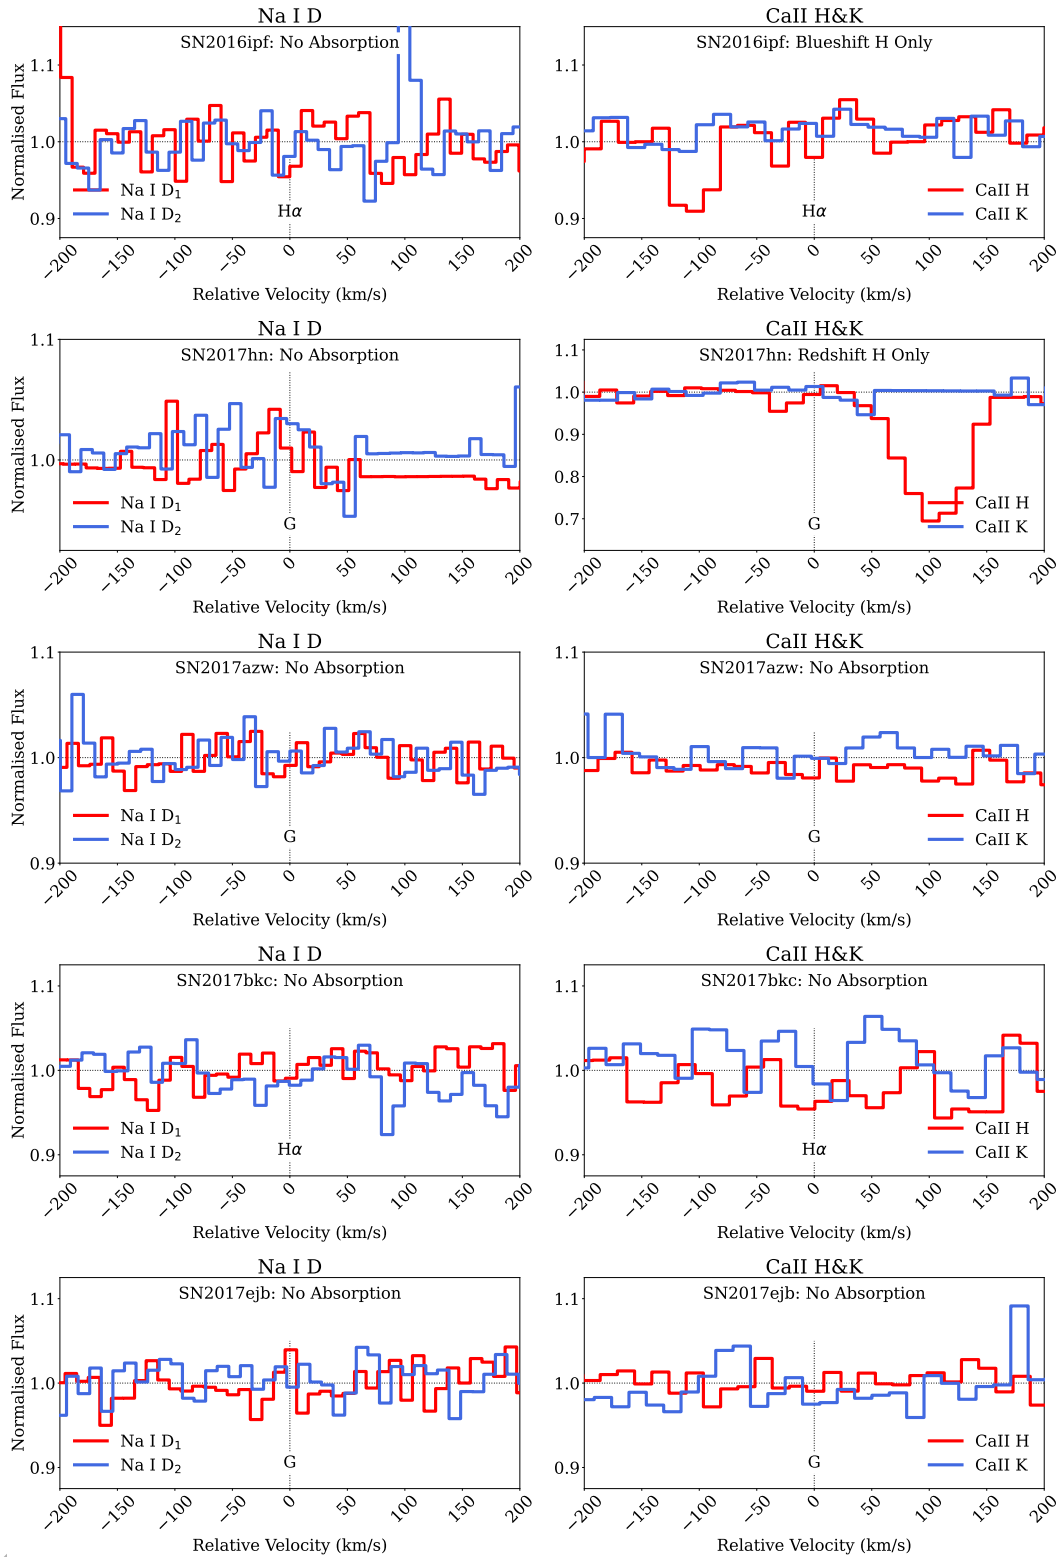 Na I D
CaII H&K
SN2016ipf: No Absorption
SN2016ipf: Blueshift H Only
Normalised Flux
1.1
1.0
0.9
Na I D1
Na I D2
Hα
−200
−150
−100
−50
0
50
100
150
200
Relative Velocity (km/s)
CaII H
CaII K
1.1
1.0
0.9
Hα
−200
−150
−100
−50
0
50
100
150
200
Relative Velocity (km/s)
Na I D
CaII H&K
SN2017hn: No Absorption
SN2017hn: Redshift H Only
Normalised Flux
1.1
1.0
Na I D1
Na I D2
G
−200
−150
−100
−50
0
50
100
150
200
Relative Velocity (km/s)
1.1
1.0
0.9
0.8
0.7
CaII H
CaII K
G
−200
−150
−100
−50
0
50
100
150
200
Relative Velocity (km/s)
Na I D
CaII H&K
SN2017azw: No Absorption
SN2017azw: No Absorption
Normalised Flux
1.1
1.0
0.9
Na I D1
Na I D2
G
−200
−150
−100
−50
0
50
100
150
200
Relative Velocity (km/s)
1.1
1.0
0.9
CaII H
CaII K
G
−200
−150
−100
−50
0
50
100
150
200
Relative Velocity (km/s)
Na I D
CaII H&K
SN2017bkc: No Absorption
SN2017bkc: No Absorption
Normalised Flux
1.1
1.0
0.9
Na I D1
Na I D2
Hα
−200
−150
−100
−50
0
50
100
150
200
Relative Velocity (km/s)
1.1
1.0
0.9
CaII H
CaII K
Hα
−200
−150
−100
−50
0
50
100
150
200
Relative Velocity (km/s)
Na I D
CaII H&K
SN2017ejb: No Absorption
SN2017ejb: No Absorption
Normalised Flux
1.1
1.0
0.9
Na I D1
Na I D2
G
−200
−150
−100
−50
0
50
100
150
200
Relative Velocity (km/s)
1.1
1.0
0.9
CaII H
CaII K
G
−200
−150
−100
−50
0
50
100
150
200
Relative Velocity (km/s)